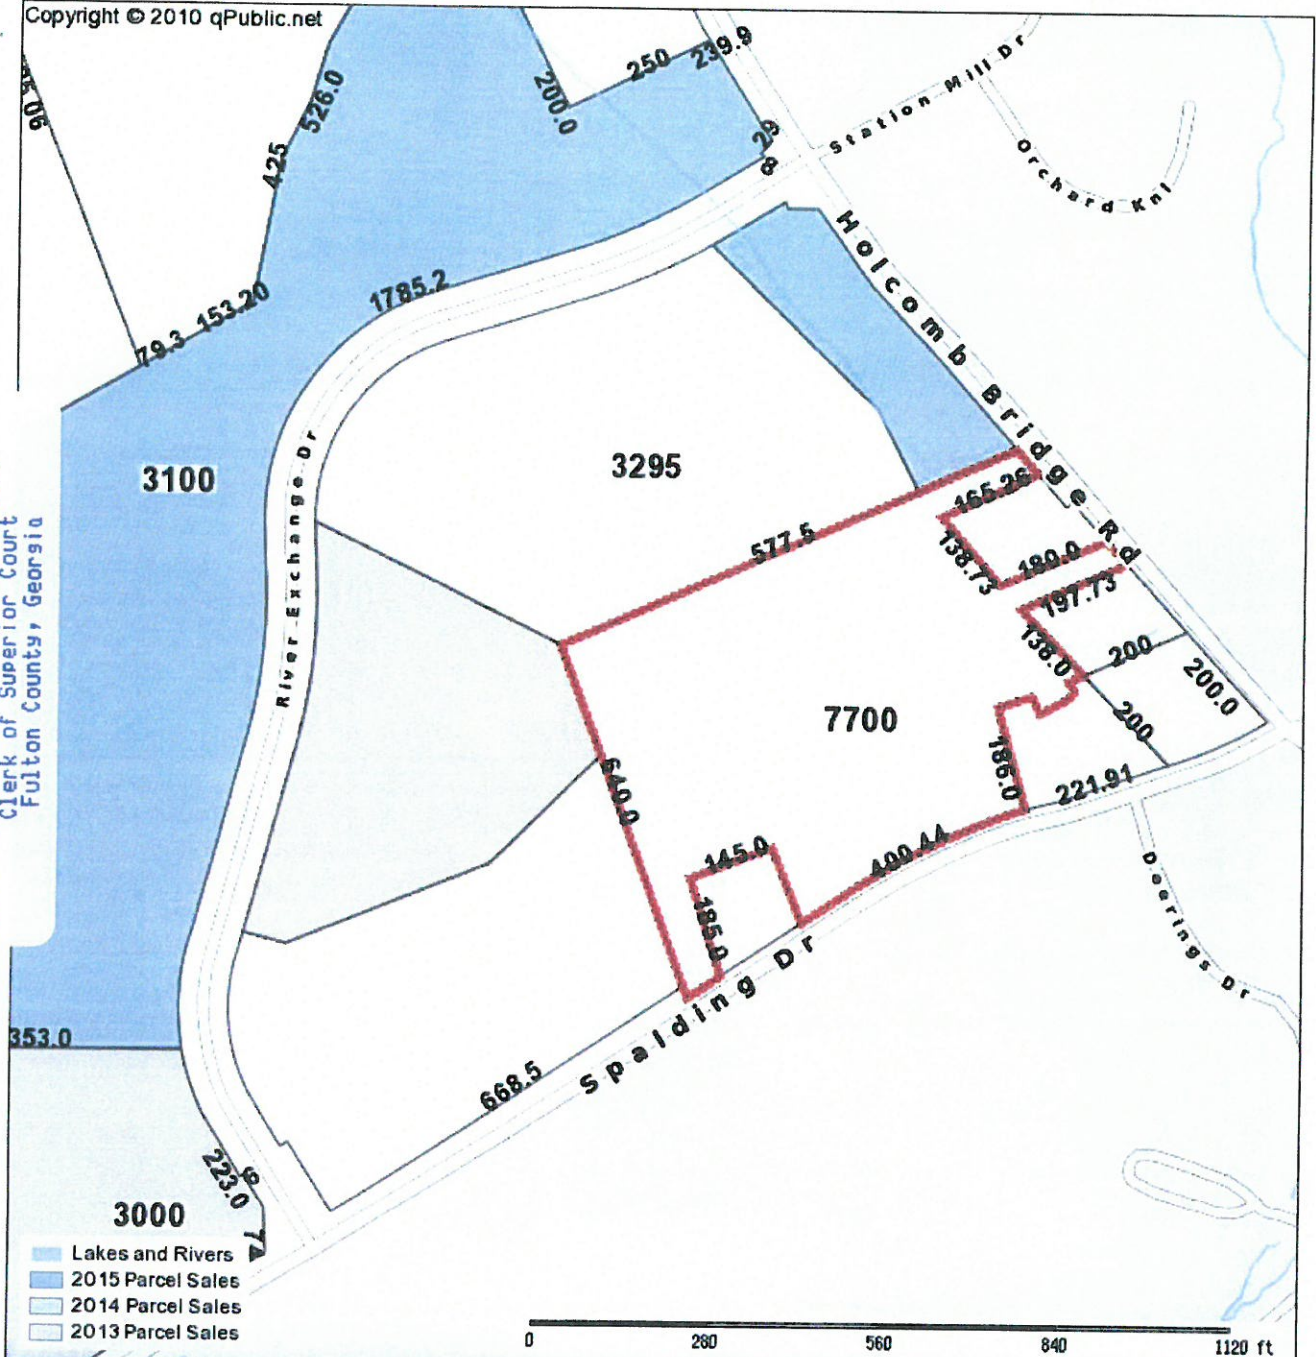 Copyright © 2010 qPublic.net
250
239.9
200.0
29
8
526.0
425
Station Mill Dr
Orchard Knl
Holcomb Bridge Rd
1785.2
153.20
79.3
3100
3295
River Exchange Dr
Clerk of Superior Court
Fulton County, Georgia
165.26
577.5
138.73
180.0
197.73
138.0
200
200.0
200
7700
186.0
221.91
640.0
145.0
400.44
185.0
Dearings Dr
Spalding Dr
353.0
668.5
223.0
3000
Lakes and Rivers
2015 Parcel Sales
2014 Parcel Sales
2013 Parcel Sales
0 280 560 840 1120 ft